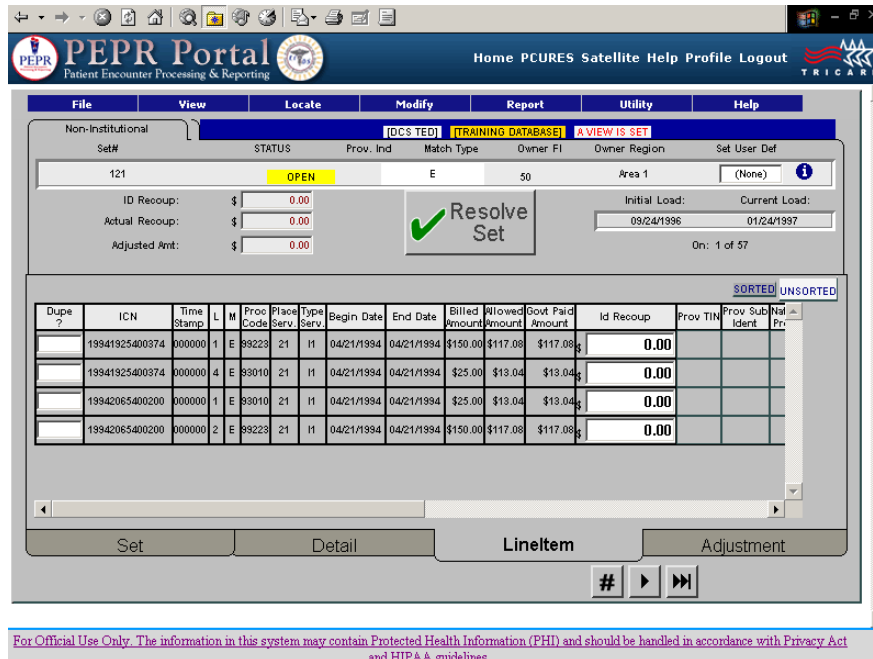 PEPR
PEPR Portal
Patient Encounter Processing & Reporting
Home PCURES Satellite Help Profile Logout
TRICAR
File View Locate Modify Report Utility Help
Non-Institutional
[DCS TED] [TRAINING DATABASE] A VIEW IS SET
Set# STATUS Prov. Ind Match Type Owner FI Owner Region Set User Def
121 OPEN E 50 Area 1 (None)
ID Recoup: $ 0.00
Actual Recoup: $ 0.00
Adjusted Amt: $ 0.00
Resolve
Set
Initial Load: Current Load:
09/24/1996 01/24/1997
On: 1 of 57
SORTED UNSORTED
Dupe ? ICN Time Stamp L M Proc Code Place Serv. Type Serv. Begin Date End Date Billed Amount Allowed Amount Govt Paid Amount Id Recoup Prov TIN Prov Sub Ident Nat Pr
19941925400374 000000 1 E 99223 21 I1 04/21/1994 04/21/1994 $150.00 $117.08 $117.08 $ 0.00
19941925400374 000000 4 E 93010 21 I1 04/21/1994 04/21/1994 $25.00 $13.04 $13.04 $ 0.00
19942065400200 000000 1 E 93010 21 I1 04/21/1994 04/21/1994 $25.00 $13.04 $13.04 $ 0.00
19942065400200 000000 2 E 99223 21 I1 04/21/1994 04/21/1994 $150.00 $117.08 $117.08 $ 0.00
Set Detail LineItem Adjustment
#
For Official Use Only. The information in this system may contain Protected Health Information (PHI) and should be handled in accordance with Privacy Act
and HIPAA guidelines